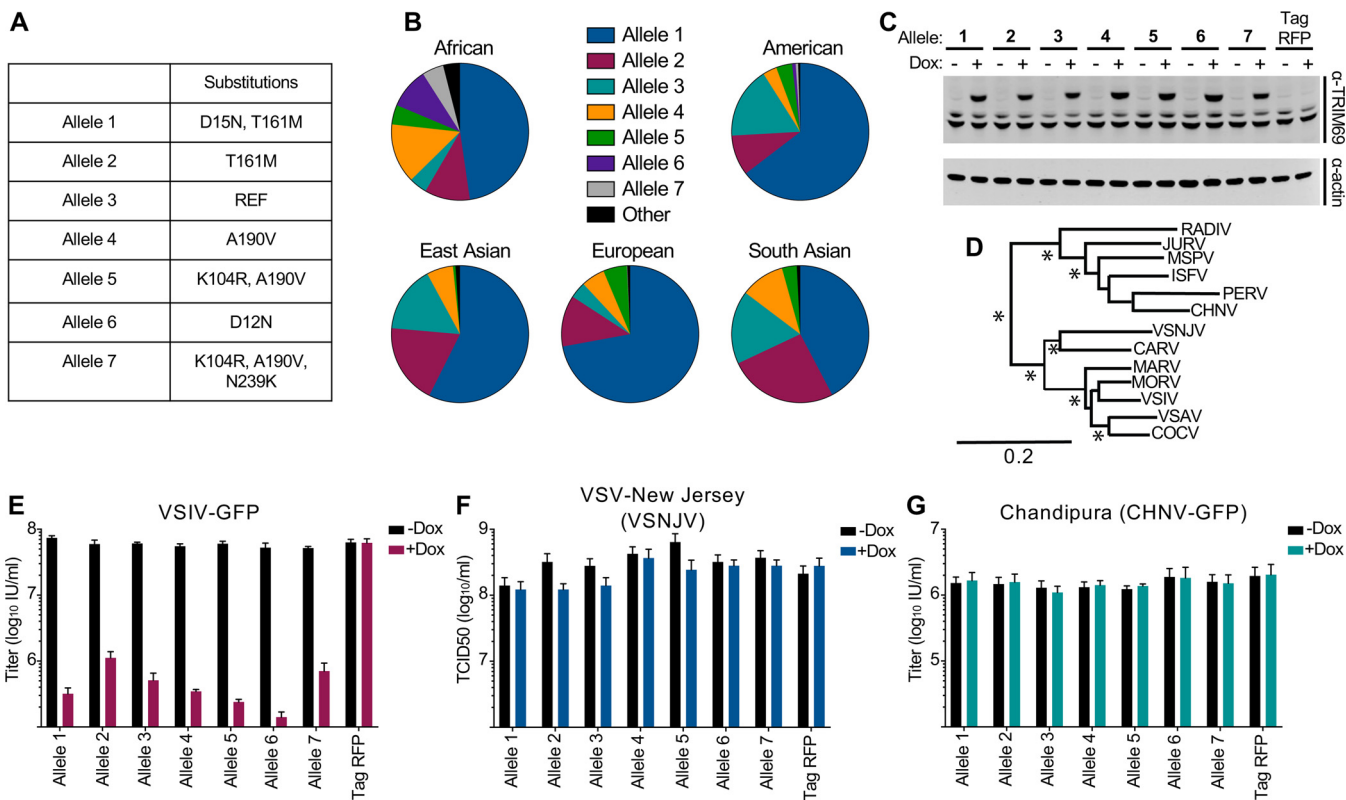 A
Substitutions
Allele 1 D15N, T161M
Allele 2 T161M
Allele 3 REF
Allele 4 A190V
Allele 5 K104R, A190V
Allele 6 D12N
Allele 7 K104R, A190V,
N239K
B
African
American
East Asian
European
South Asian
Allele 1
Allele 2
Allele 3
Allele 4
Allele 5
Allele 6
Allele 7
Other
C
Tag
RFP
Allele: 1 2 3 4 5 6 7
Dox: - + - + - + - + - + - + - + - +
α-TRIM69
α-actin
D
RADIV
JURV
MSPV
ISFV
PERV
CHNV
VSNJV
CARV
MARV
MORV
VSIV
VSAV
COCV
*
*
*
*
*
*
*
0.2
E
VSIV-GFP
-Dox
+Dox
Titer (log10 IU/ml)
8
7
6
Allele 1
Allele 2
Allele 3
Allele 4
Allele 5
Allele 6
Allele 7
Tag RFP
F
VSV-New Jersey
(VSNJV)
-Dox
+Dox
TCID50 (log10/ml)
9
8
7
Allele 1
Allele 2
Allele 3
Allele 4
Allele 5
Allele 6
Allele 7
Tag RFP
G
Chandipura (CHNV-GFP)
-Dox
+Dox
Titer (log10 IU/ml)
7
6
5
Allele 1
Allele 2
Allele 3
Allele 4
Allele 5
Allele 6
Allele 7
Tag RFP